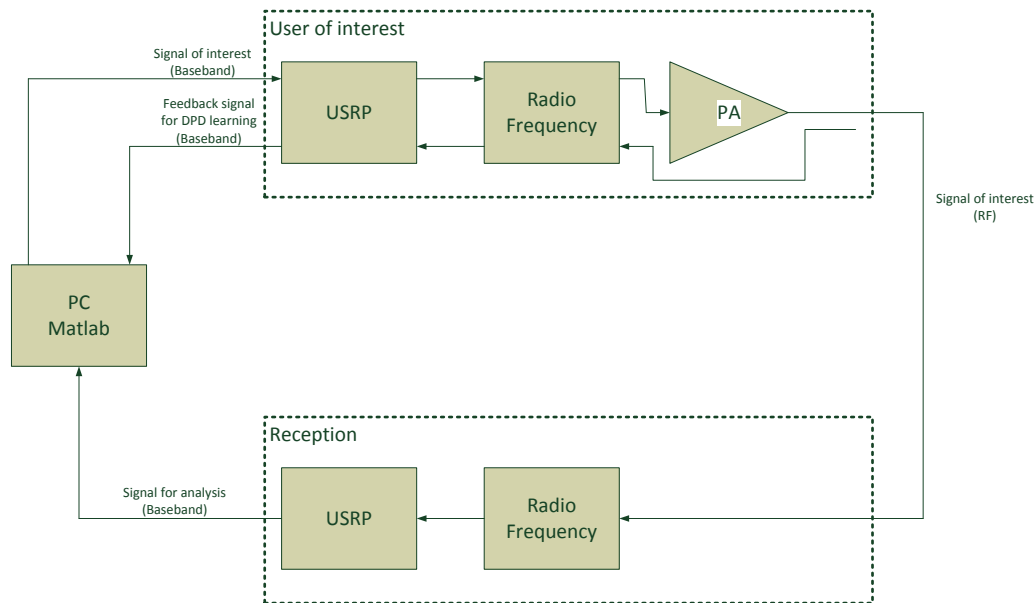 User of interest
Signal of interest
(Baseband)
Feedback signal
for DPD learning
(Baseband)
USRP
Radio
Frequency
PA
Signal of interest
(RF)
PC
Matlab
Reception
Signal for analysis
(Baseband)
USRP
Radio
Frequency